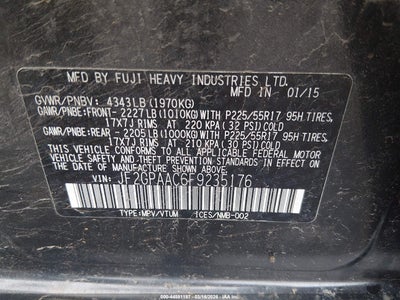 MFD BY FUJI HEAVY INDUSTRIES LTD.
MFD IN 01/15
GVWR/PNBV: 4343LB (1970KG)
GAWR/PNBE:FRONT- 2227LB (1010KG) WITH P225/55R17 95H TIRES,
17X7J RIMS AT 220 KPA( 32 PSI) COLD
GAWR/PNBE:REAR - 2205 LB(1000KG) WITH P225/55R17 95H TIRES,
17X7J RIMS AT 210 KPA( 30 PSI) COLD
THIS VEHICLE CONFORMS TO ALL APPLICABLE FEDERAL MOTOR
VEHICLE SAFETY BUMPER, AND THEFT PREVENTION STANDARDS
IN EFFECT ON THE DATE OF MANUFACTURE SHOWN ABOVE.
VIN: JF2GPAAC6F9235176
TYPE:MPV/VTUM ICES/NMB-002